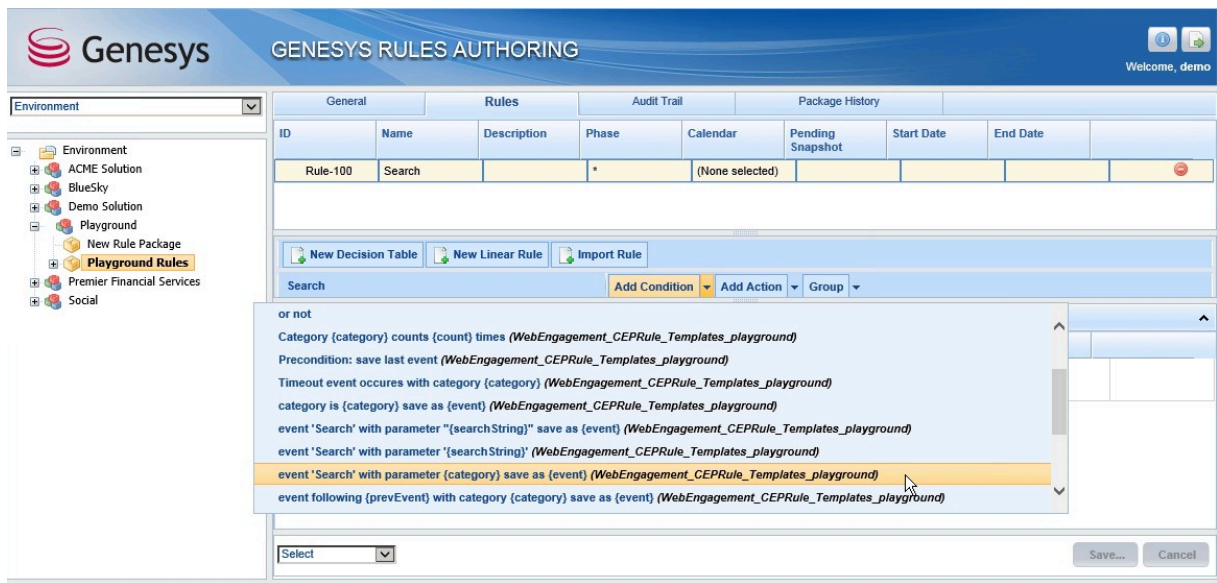 Genesys
GENESYS RULES AUTHORING
Welcome, demo
Environment
General Rules Audit Trail Package History
ID Name Description Phase Calendar Pending Snapshot Start Date End Date
Rule-100 Search * (None selected)
Environment
ACME Solution
BlueSky
Demo Solution
Playground
New Rule Package
Playground Rules
Premier Financial Services
Social
New Decision Table New Linear Rule Import Rule
Search Add Condition Add Action Group
or not
Category {category} counts {count} times (WebEngagement_CEPRule_Templates_playground)
Precondition: save last event (WebEngagement_CEPRule_Templates_playground)
Timeout event occures with category {category} (WebEngagement_CEPRule_Templates_playground)
category is {category} save as {event} (WebEngagement_CEPRule_Templates_playground)
event 'Search' with parameter "{searchString}" save as {event} (WebEngagement_CEPRule_Templates_playground)
event 'Search' with parameter '{searchString}' (WebEngagement_CEPRule_Templates_playground)
event 'Search' with parameter {category} save as {event} (WebEngagement_CEPRule_Templates_playground)
event following {prevEvent} with category {category} save as {event} (WebEngagement_CEPRule_Templates_playground)
Select Save... Cancel